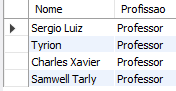 Nome Profissao
Sergio Luiz Professor
Tyrion Professor
Charles Xavier Professor
Samwell Tarly Professor